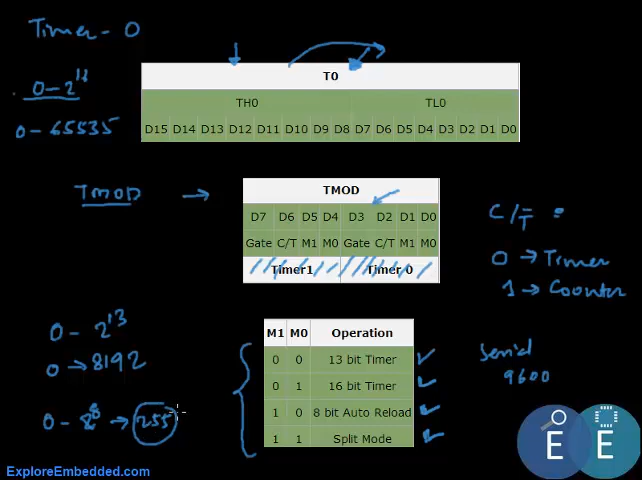 Timer - 0
T0
0 - 2
TH0 TL0
0 - 65535
D15 D14 D13 D12 D11 D10 D9 D8 D7 D6 D5 D4 D3 D2 D1 D0
TMOD →
TMOD
D7 D6 D5 D4 D3 D2 D1 D0
Gate C/T M1 M0 Gate C/T M1 M0
Timer1 Timer 0
C/T =
0 → Timer
1 → Counter
0 - 2^13
0 → 8192
0 - 8 → 255
M1 M0 Operation
0 0 13 bit Timer
0 1 16 bit Timer
1 0 8 bit Auto Reload
1 1 Split Mode
Serial
9600
E E
ExploreEmbedded.com